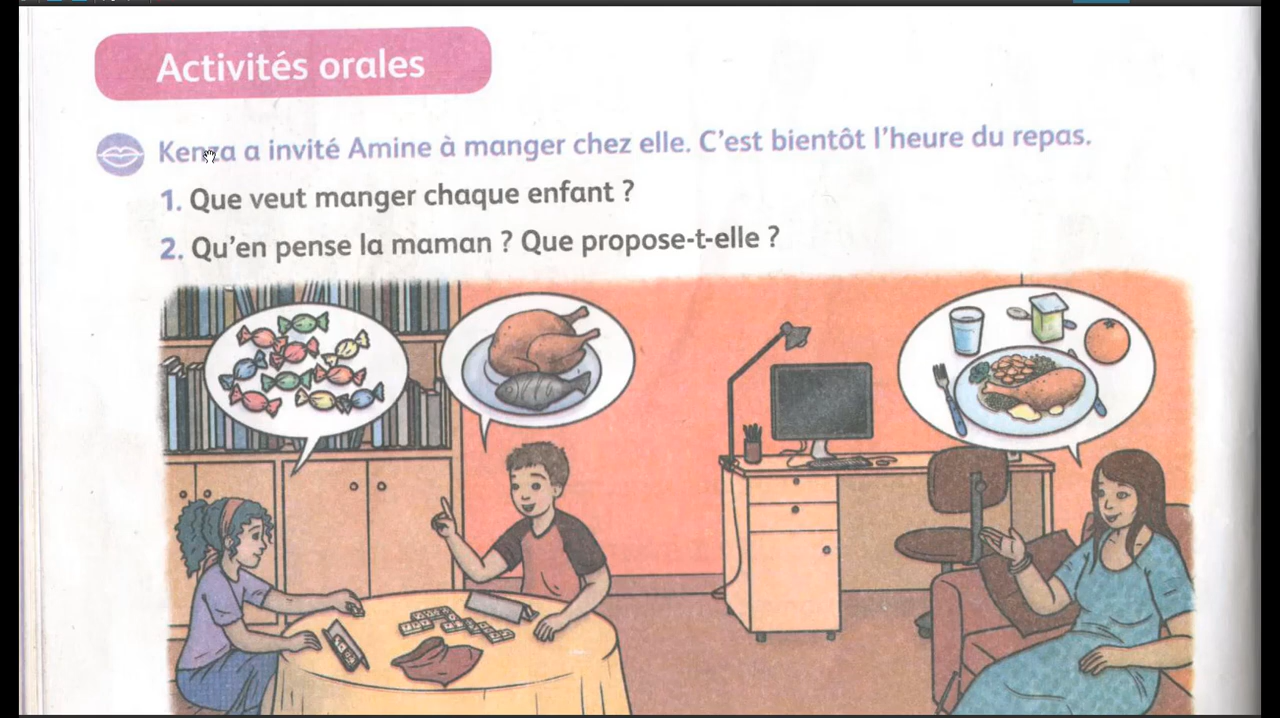 Activités orales
Kenza a invité Amine à manger chez elle. C'est bientôt l'heure du repas.
1. Que veut manger chaque enfant ?
2. Qu'en pense la maman ? Que propose-t-elle ?